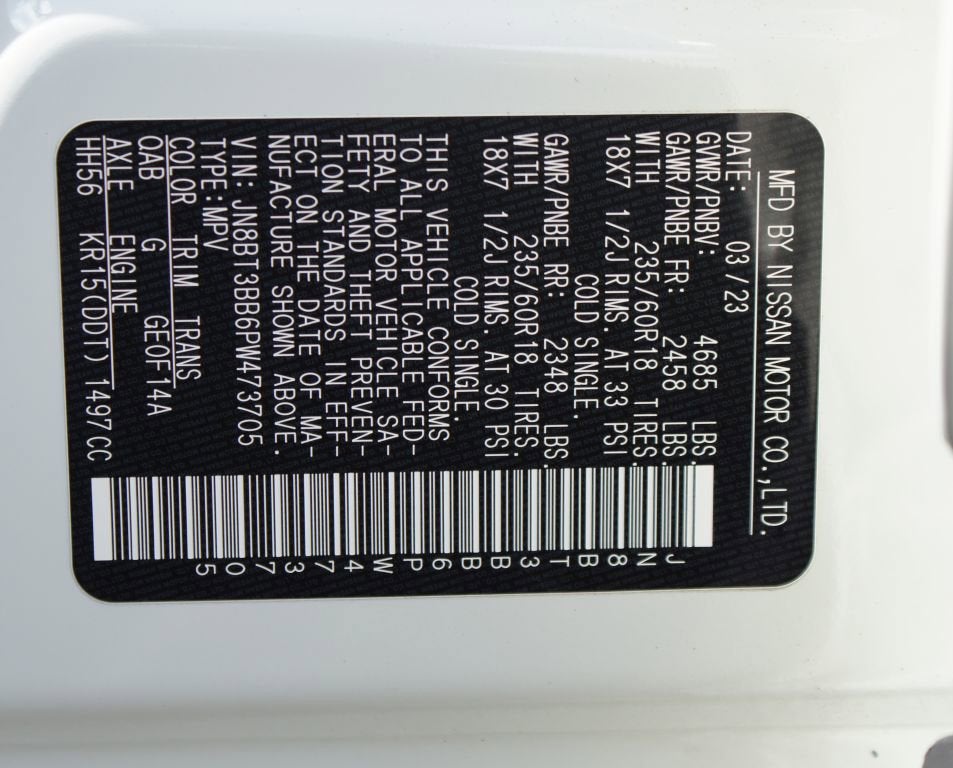 MFD BY NISSAN MOTOR CO.,LTD.
DATE: 03/23
GVWR/PNBV: 4685 LBS.
GAWR/PNBE FR: 2458 LBS.
WITH 235/60R18 TIRES.
18X7 1/2J RIMS. AT 33 PSI
COLD SINGLE.
GAWR/PNBE RR: 2348 LBS.
WITH 235/60R18 TIRES.
18X7 1/2J RIMS. AT 30 PSI
COLD SINGLE.
THIS VEHICLE CONFORMS
TO ALL APPLICABLE FED-
ERAL MOTOR VEHICLE SA-
FETY AND THEFT PREVEN-
TION STANDARDS IN EFF-
ECT ON THE DATE OF MA-
NUFACTURE SHOWN ABOVE.
VIN: JN8BT3BB6PW473705
TYPE:MPV
COLOR TRIM TRANS
QAB G GE0F14A
AXLE ENGINE
HH56 KR15(DDT) 1497CC
JN8BT3BB6PW473705